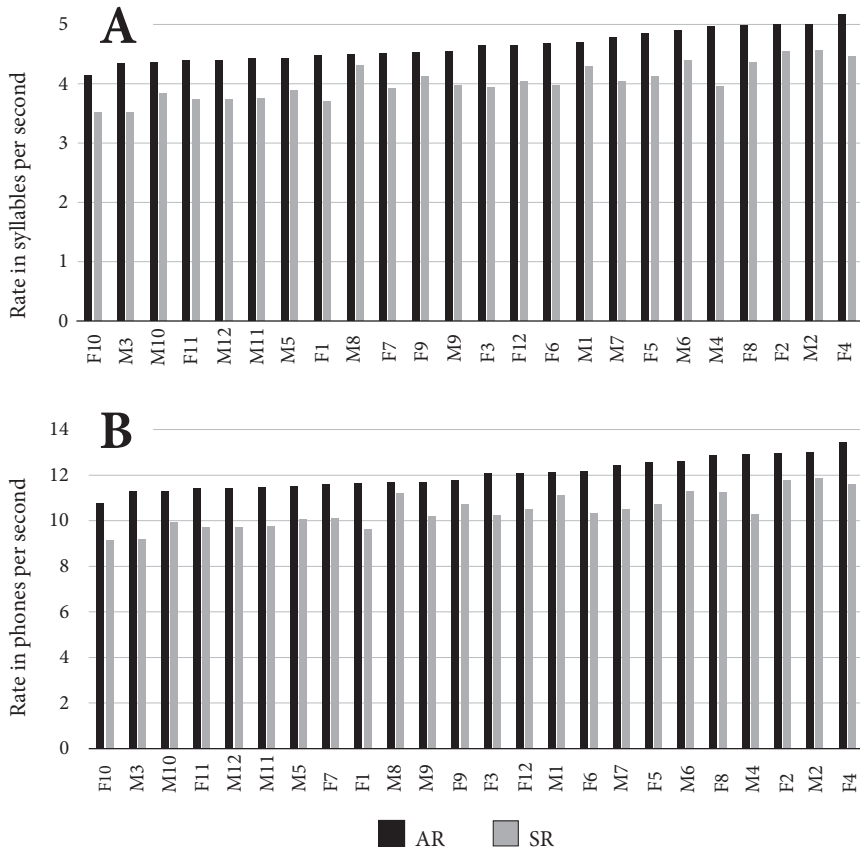 A
Rate in syllables per second
5
4
3
2
1
0
F10 M3 M10 F11 M12 M11 M5 F1 M8 F7 F9 M9 F3 F12 F6 M1 M7 F5 M6 M4 F8 F2 M2 F4
B
Rate in phones per second
14
12
10
8
6
4
2
0
F10 M3 M10 F11 M12 M11 M5 F7 F1 M8 M9 F9 F3 F12 M1 F6 M7 F5 M6 F8 M4 F2 M2 F4
AR SR